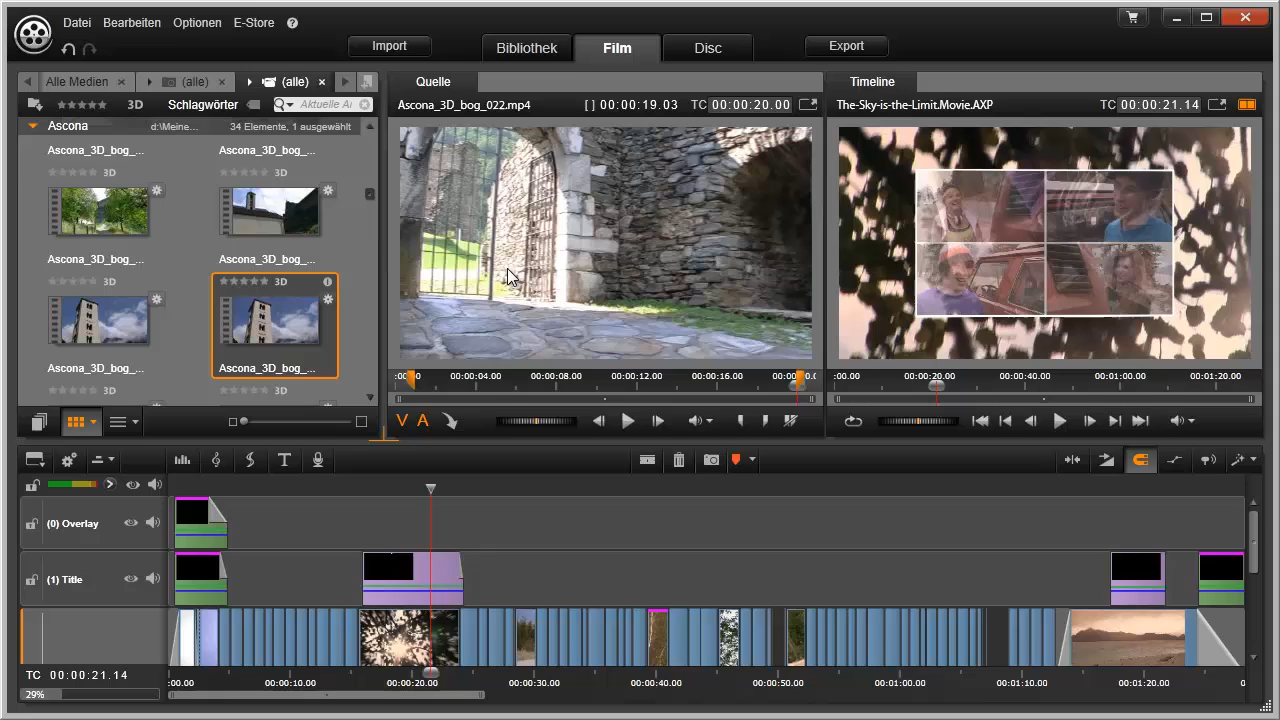 Datei Bearbeiten Optionen E-Store ?
Import Bibliothek Film Disc Export
Alle Medien × (alle) × (alle) ×
3D Schlagwörter
Ascona d:\Meine... 34 Elemente, 1 ausgewählt
Ascona_3D_bog_... Ascona_3D_bog_...
3D 3D
Ascona_3D_bog_... Ascona_3D_bog_...
3D 3D
Ascona_3D_bog_... Ascona_3D_bog_...
3D 3D
Quelle
Ascona_3D_bog_022.mp4 [ ] 00:00:19.03 TC 00:00:20.00
00:00:04.00 00:00:08.00 00:00:12.00 00:00:16.00
V A
Timeline
The-Sky-is-the-Limit.Movie.AXP TC 00:00:21.14
:00.00 00:00:20.00 00:00:40.00 00:01:00.00 00:01:20.00
T
(0) Overlay
(1) Title
TC 00:00:21.14
29%
:00.00 00:00:10.00 00:00:20.00 00:00:30.00 00:00:40.00 00:00:50.00 00:01:00.00 00:01:10.00 00:01:20.00